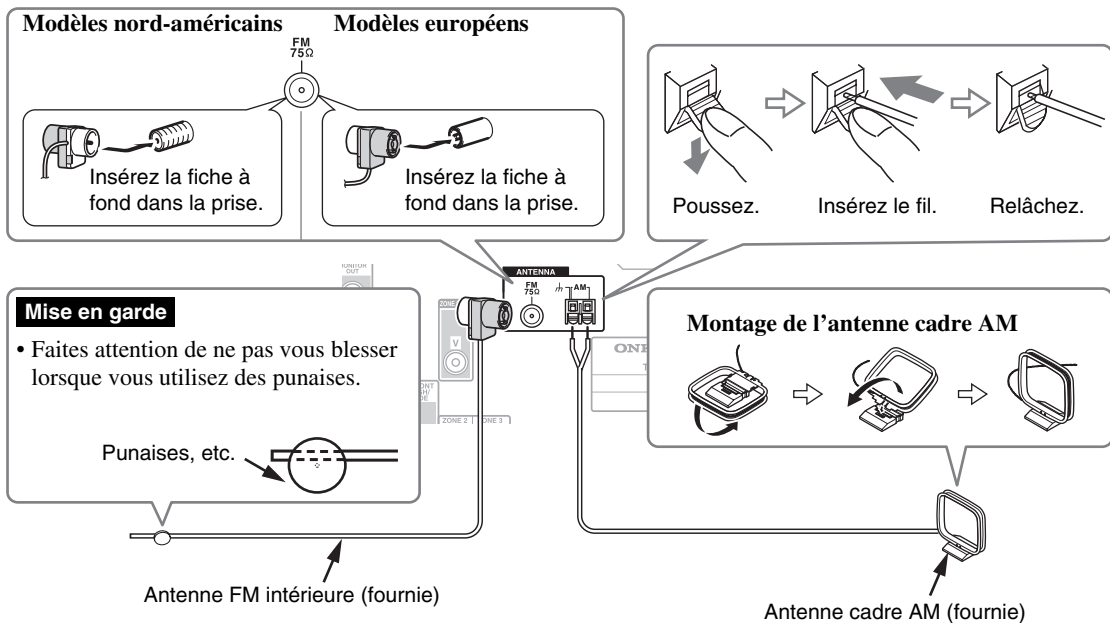 Modèles nord-américains
Modèles européens
FM
75Ω
Insérez la fiche à
fond dans la prise.
Insérez la fiche à
fond dans la prise.
Poussez.
Insérez le fil.
Relâchez.
OUT
ANTENNA
FM
75Ω
AM
ZONE
V
ZONE 2
ZONE 3
Mise en garde
• Faites attention de ne pas vous blesser
lorsque vous utilisez des punaises.
Punaises, etc.
Montage de l'antenne cadre AM
Antenne FM intérieure (fournie)
Antenne cadre AM (fournie)